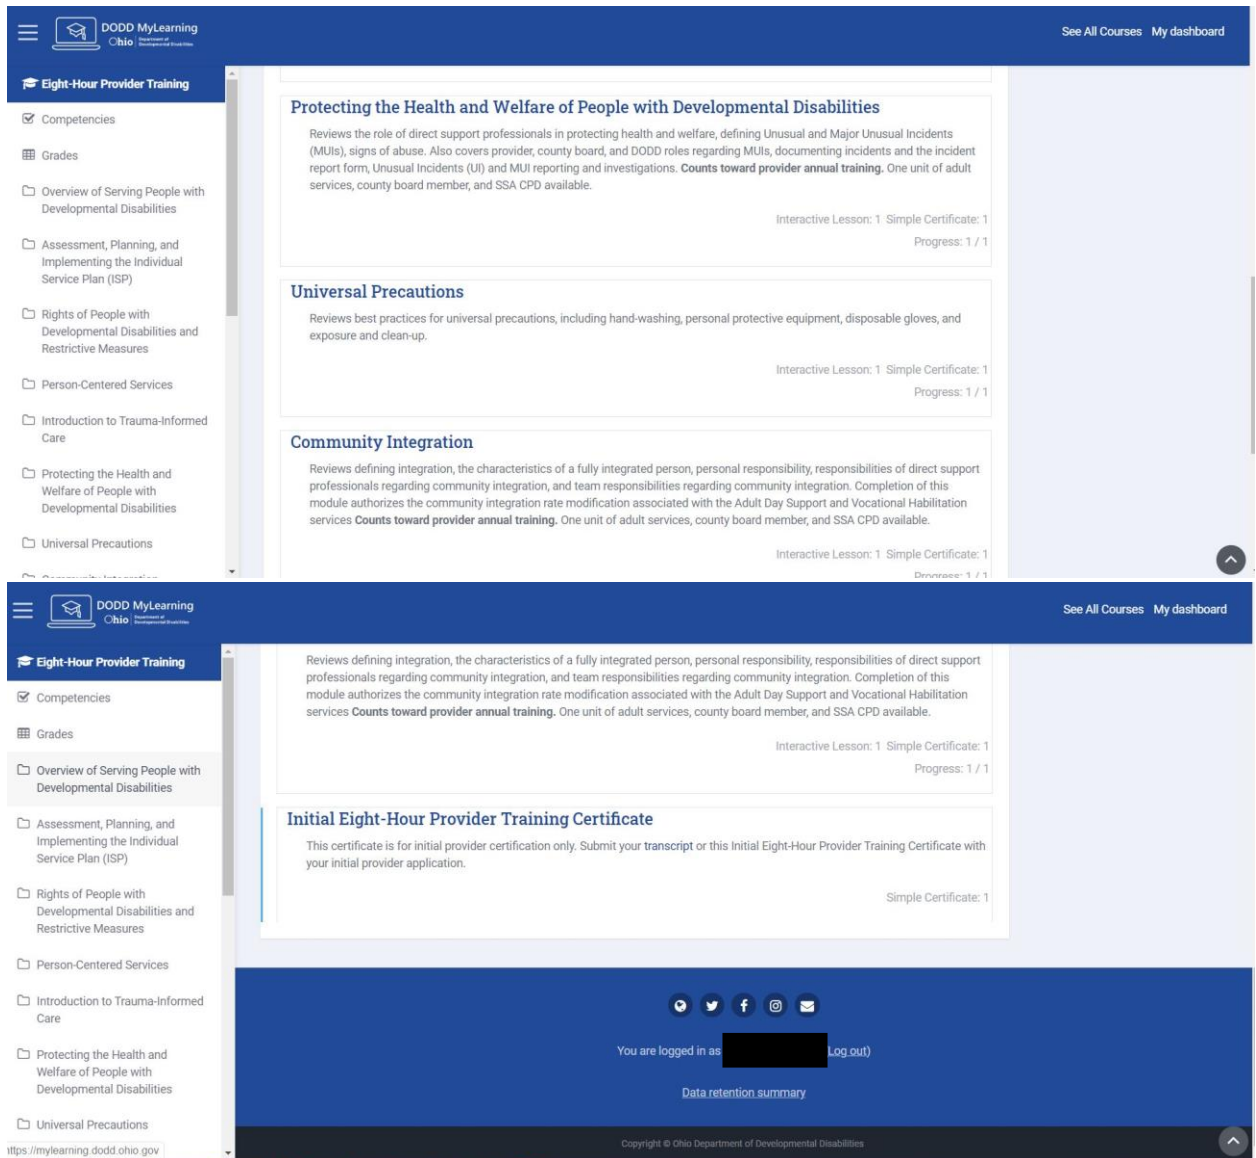 DODD MyLearning
Ohio Department of
Developmental Disabilities
See All Courses My dashboard
Eight-Hour Provider Training
Competencies
Grades
Overview of Serving People with
Developmental Disabilities
Assessment, Planning, and
Implementing the Individual
Service Plan (ISP)
Rights of People with
Developmental Disabilities and
Restrictive Measures
Person-Centered Services
Introduction to Trauma-Informed
Care
Protecting the Health and
Welfare of People with
Developmental Disabilities
Universal Precautions
Community Integration
Protecting the Health and Welfare of People with Developmental Disabilities
Reviews the role of direct support professionals in protecting health and welfare, defining Unusual and Major Unusual Incidents
(MUIs), signs of abuse. Also covers provider, county board, and DODD roles regarding MUIs, documenting incidents and the incident
report form, Unusual Incidents (UI) and MUI reporting and investigations. Counts toward provider annual training. One unit of adult
services, county board member, and SSA CPD available.
Interactive Lesson: 1 Simple Certificate: 1
Progress: 1 / 1
Universal Precautions
Reviews best practices for universal precautions, including hand-washing, personal protective equipment, disposable gloves, and
exposure and clean-up.
Interactive Lesson: 1 Simple Certificate: 1
Progress: 1 / 1
Community Integration
Reviews defining integration, the characteristics of a fully integrated person, personal responsibility, responsibilities of direct support
professionals regarding community integration, and team responsibilities regarding community integration. Completion of this
module authorizes the community integration rate modification associated with the Adult Day Support and Vocational Habilitation
services Counts toward provider annual training. One unit of adult services, county board member, and SSA CPD available.
Interactive Lesson: 1 Simple Certificate: 1
Progress: 1 / 1
DODD MyLearning
Ohio Department of
Developmental Disabilities
See All Courses My dashboard
Eight-Hour Provider Training
Competencies
Grades
Overview of Serving People with
Developmental Disabilities
Assessment, Planning, and
Implementing the Individual
Service Plan (ISP)
Rights of People with
Developmental Disabilities and
Restrictive Measures
Person-Centered Services
Introduction to Trauma-Informed
Care
Protecting the Health and
Welfare of People with
Developmental Disabilities
Universal Precautions
https://mylearning.dodd.ohio.gov
Reviews defining integration, the characteristics of a fully integrated person, personal responsibility, responsibilities of direct support
professionals regarding community integration, and team responsibilities regarding community integration. Completion of this
module authorizes the community integration rate modification associated with the Adult Day Support and Vocational Habilitation
services Counts toward provider annual training. One unit of adult services, county board member, and SSA CPD available.
Interactive Lesson: 1 Simple Certificate: 1
Progress: 1 / 1
Initial Eight-Hour Provider Training Certificate
This certificate is for initial provider certification only. Submit your transcript or this Initial Eight-Hour Provider Training Certificate with
your initial provider application.
Simple Certificate: 1
You are logged in as Log out)
Data retention summary
Copyright © Ohio Department of Developmental Disabilities